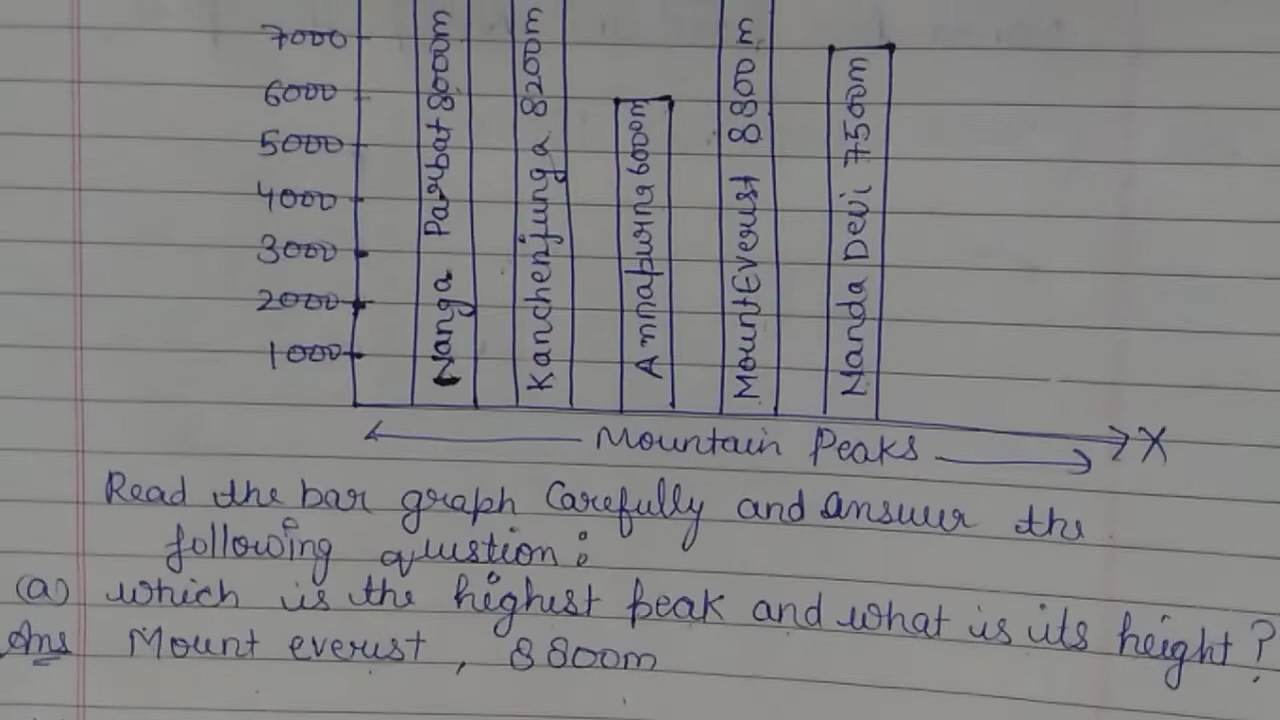 7000
6000
5000
4000
3000
2000
1000
Nanga Parbat 8000m
Kanchenjunga 8200m
Annapurna 6000m
Mount Everest 8800m
Nanda Devi 7500m
Mountain Peaks
X
Read the bar graph Carefully and answer the
following question:
(a) which is the highest peak and what is its height?
Ans Mount everest, 8800m